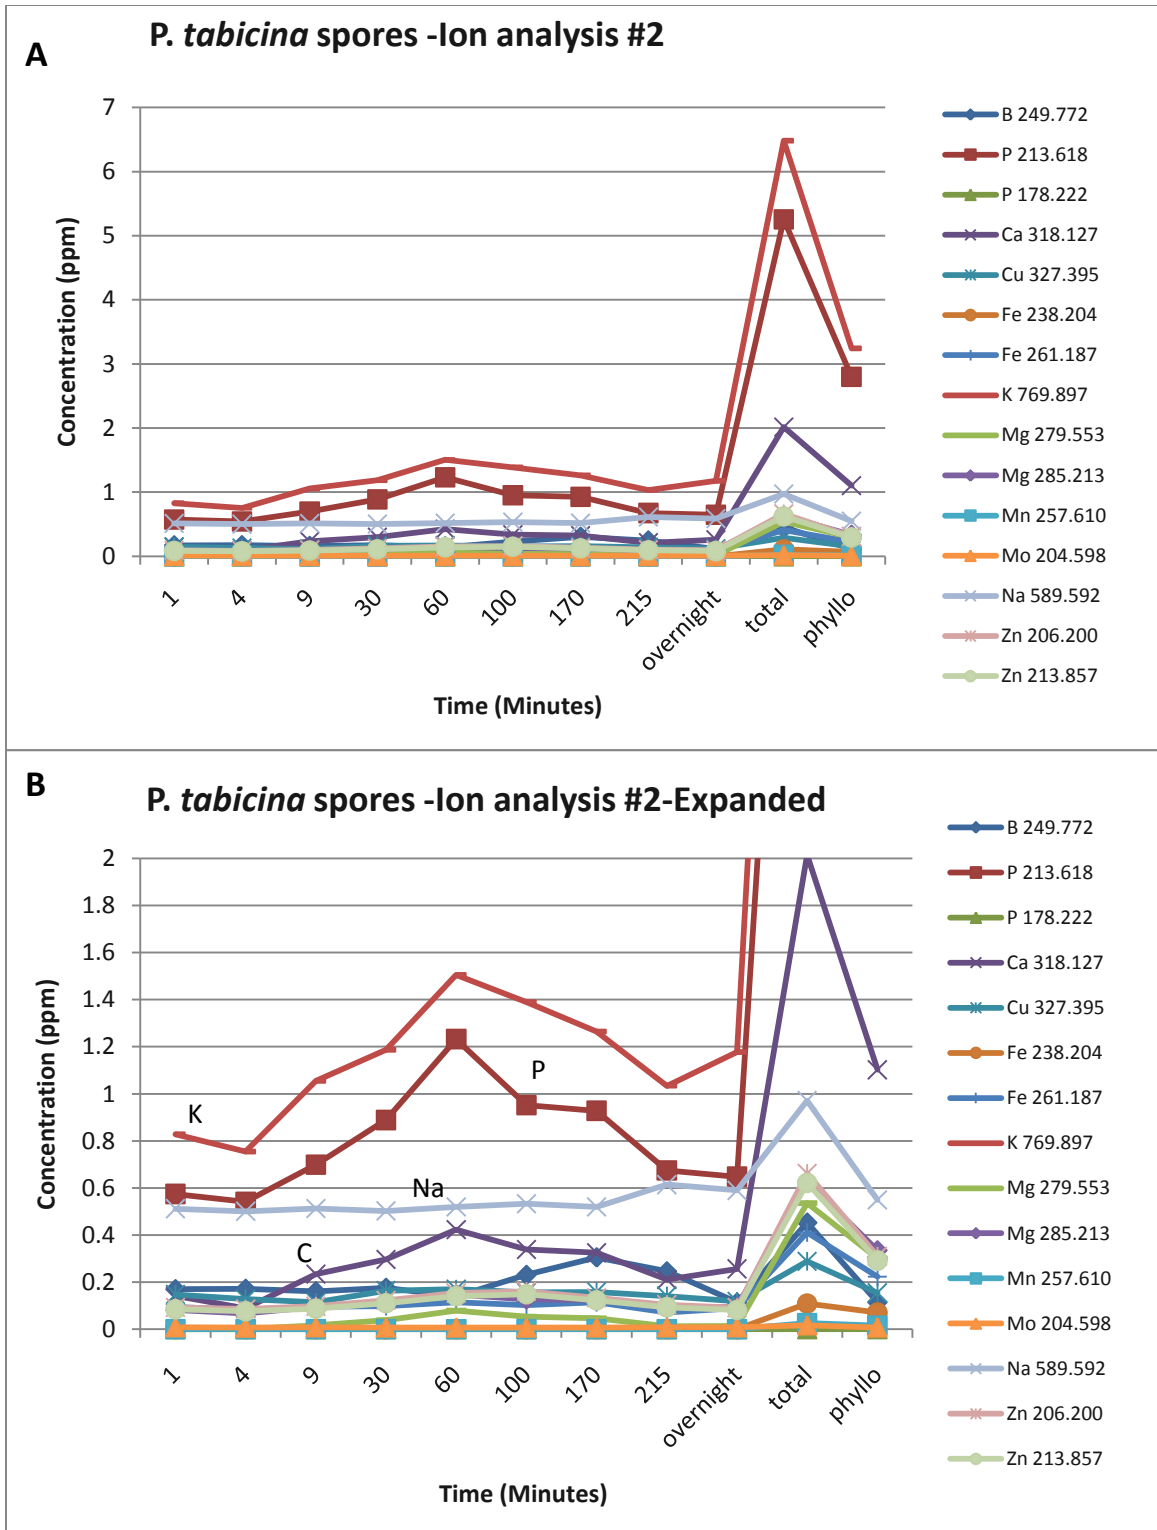 A
P. tabicina spores -Ion analysis #2
7
6
5
4
3
2
1
0
Concentration (ppm)
1
4
9
30
60
100
170
215
overnight
total
phyllo
Time (Minutes)
B 249.772
P 213.618
P 178.222
Ca 318.127
Cu 327.395
Fe 238.204
Fe 261.187
K 769.897
Mg 279.553
Mg 285.213
Mn 257.610
Mo 204.598
Na 589.592
Zn 206.200
Zn 213.857
B
P. tabicina spores -Ion analysis #2-Expanded
2
1.8
1.6
1.4
1.2
1
0.8
0.6
0.4
0.2
0
Concentration (ppm)
K
P
Na
C
1
4
9
30
60
100
170
215
overnight
total
phyllo
Time (Minutes)
B 249.772
P 213.618
P 178.222
Ca 318.127
Cu 327.395
Fe 238.204
Fe 261.187
K 769.897
Mg 279.553
Mg 285.213
Mn 257.610
Mo 204.598
Na 589.592
Zn 206.200
Zn 213.857